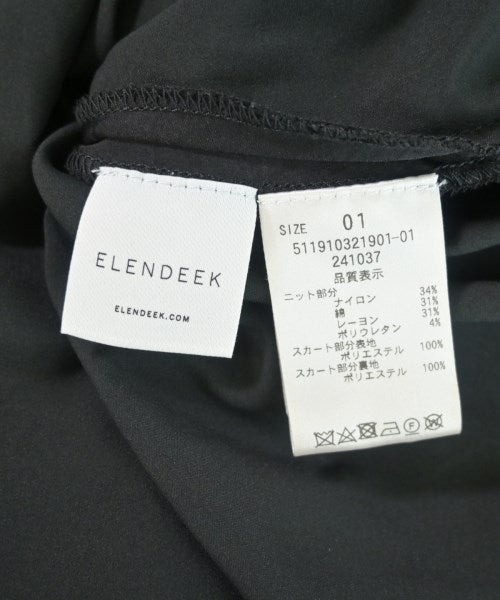 ELENDEEK
ELENDEEK.COM
SIZE 01
511910321901-01
241037
品質表示
ニット部分
ナイロン 34%
綿 31%
レーヨン 31%
ポリウレタン 4%
スカート部分表地
ポリエステル 100%
スカート部分裏地
ポリエステル 100%